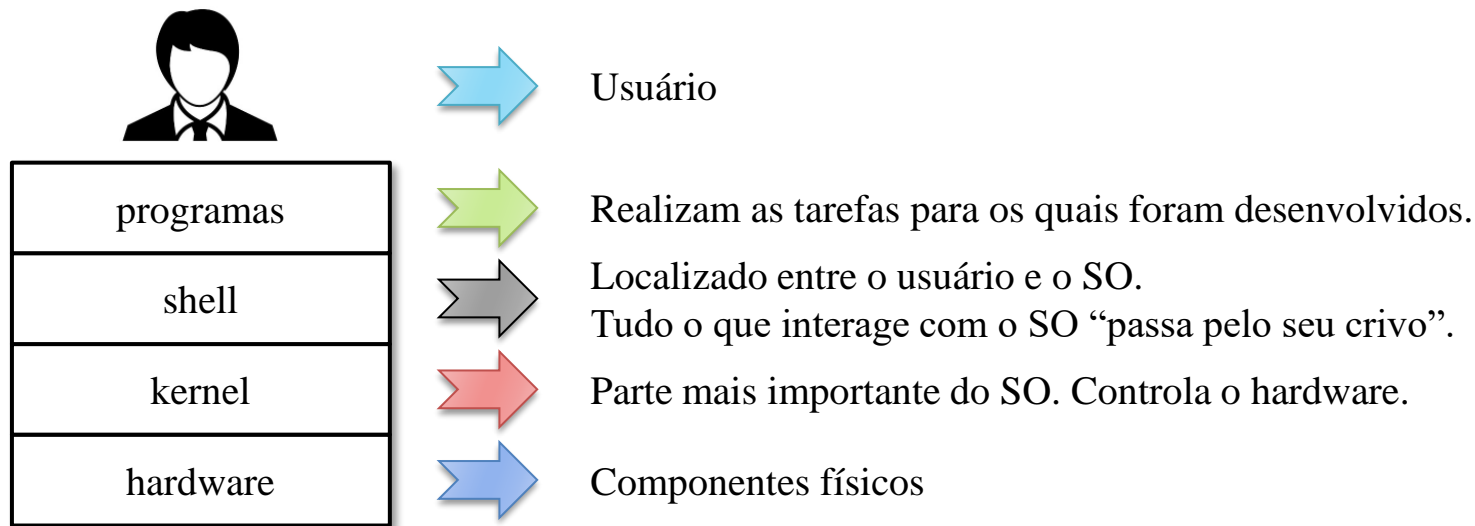 Usuário
programas
Realizam as tarefas para os quais foram desenvolvidos.
shell
Localizado entre o usuário e o SO.
Tudo o que interage com o SO “passa pelo seu crivo”.
kernel
Parte mais importante do SO. Controla o hardware.
hardware
Componentes físicos